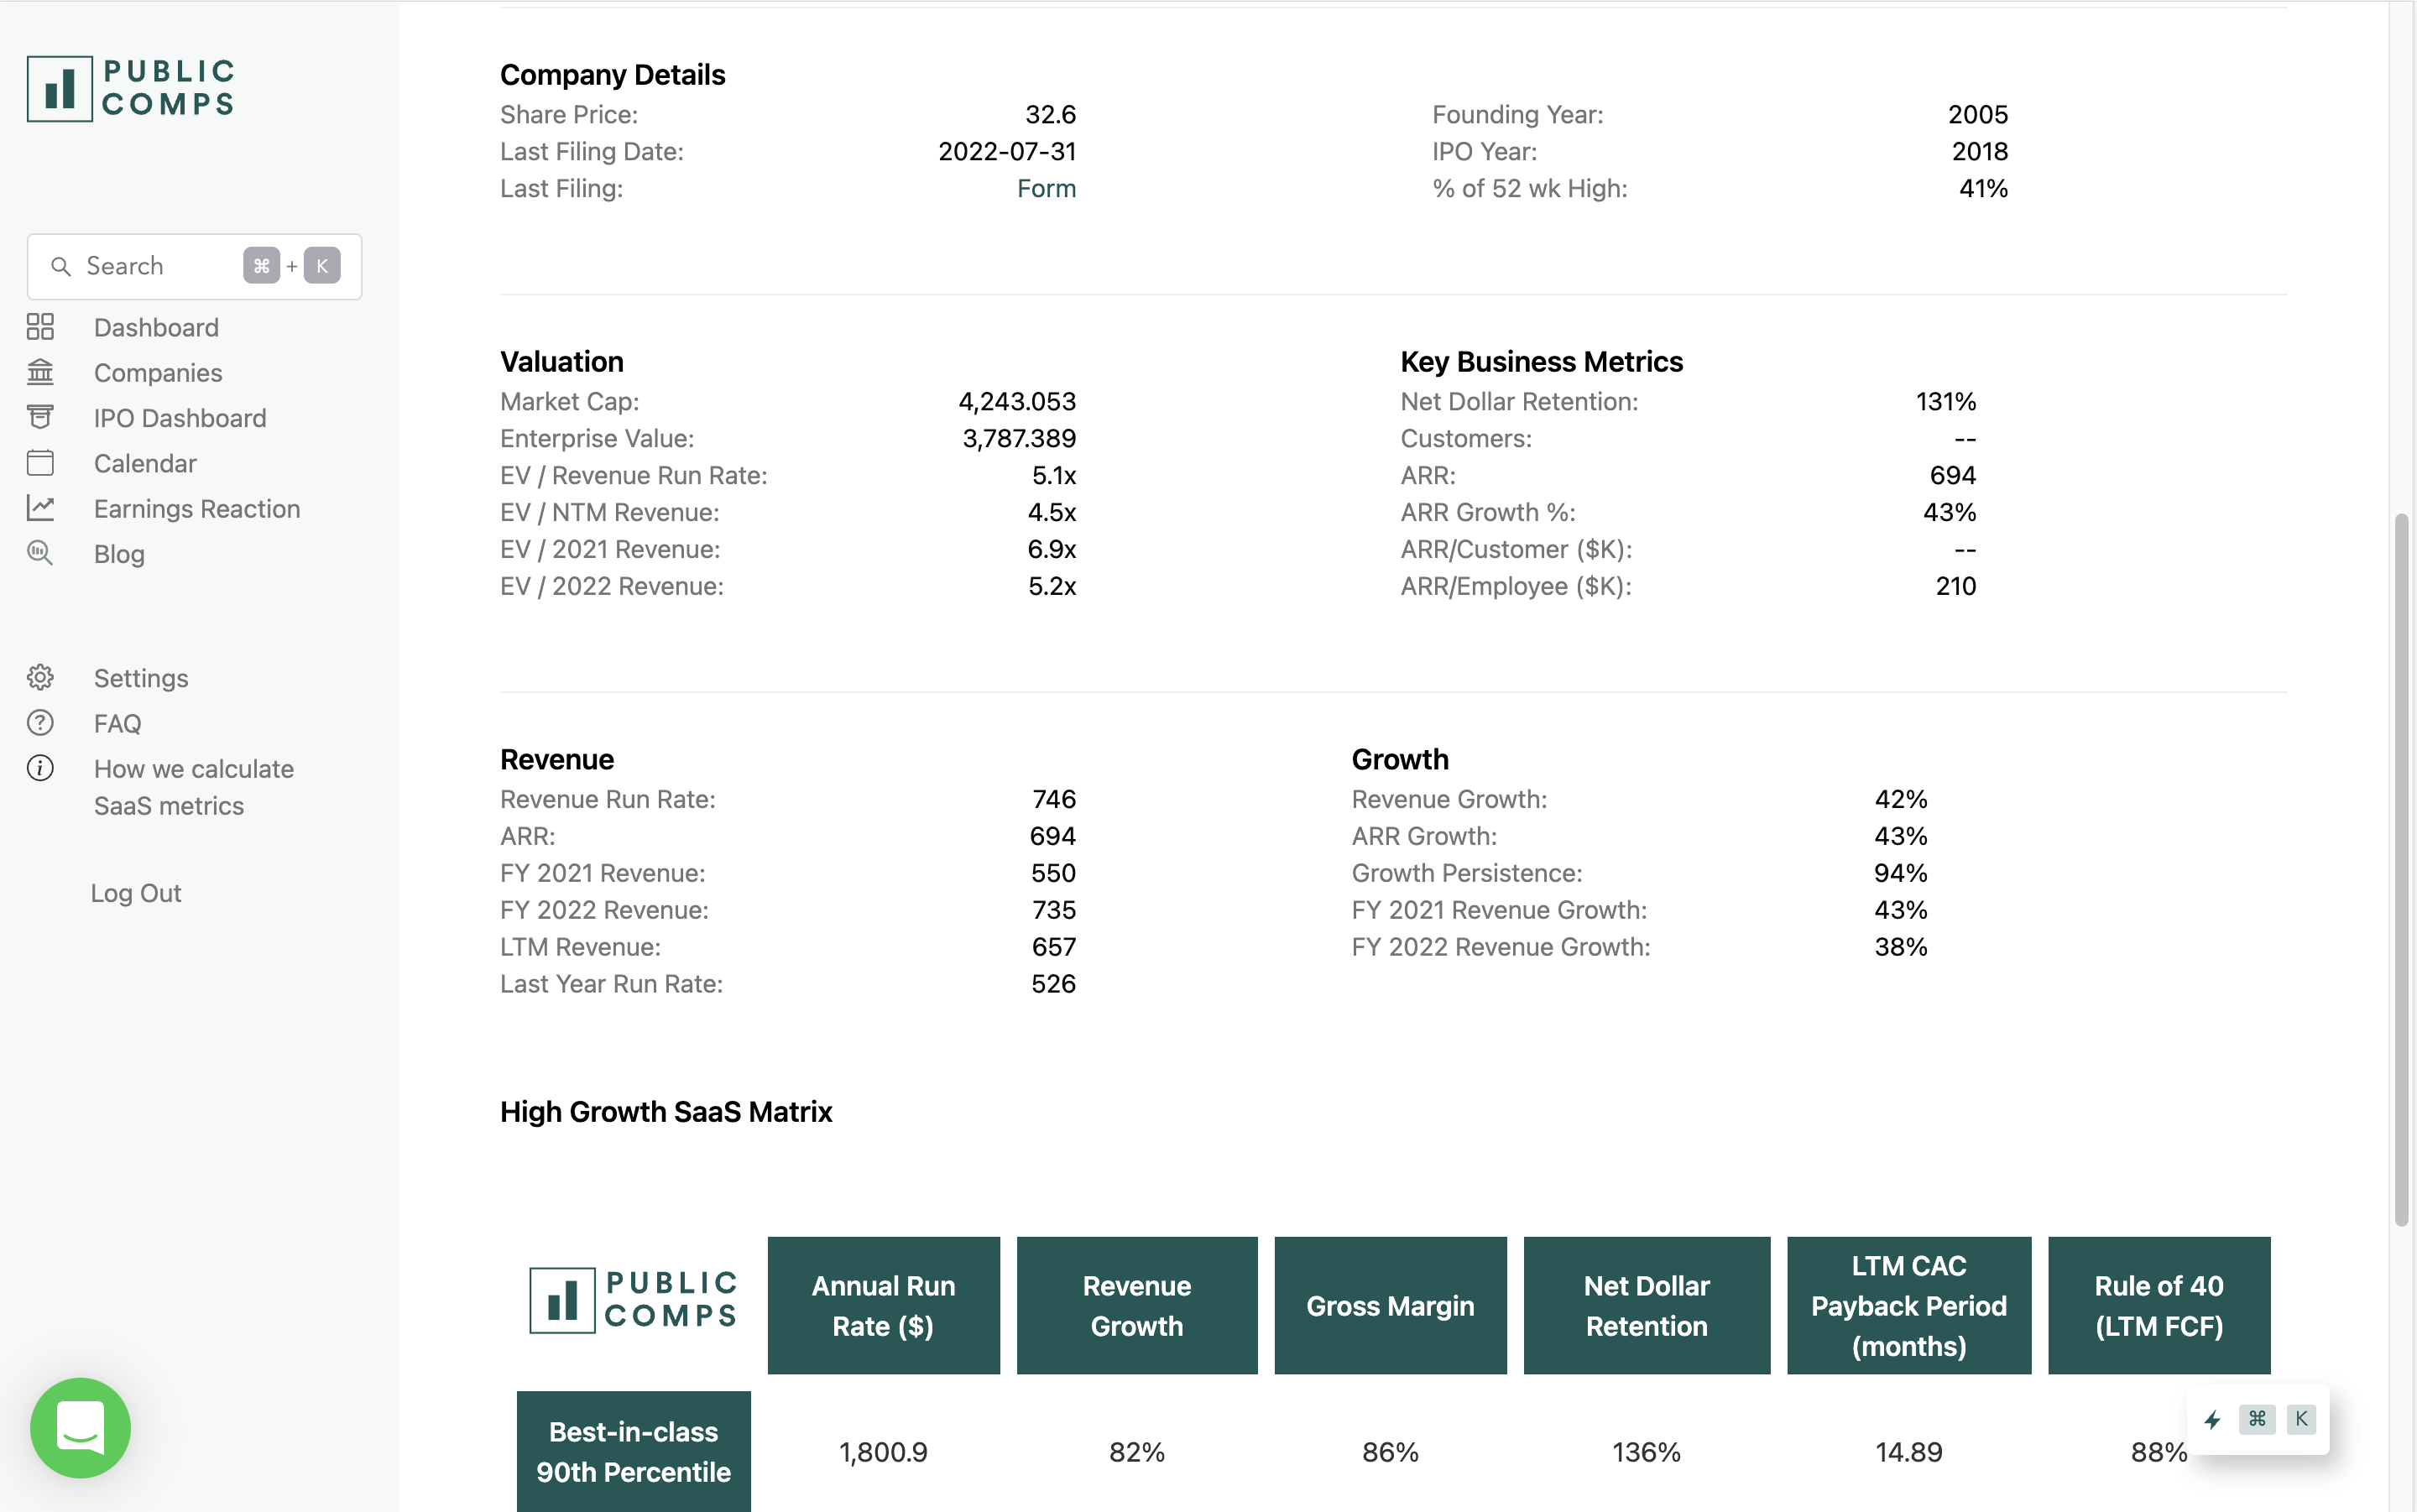 PUBLIC
COMPS
Search ⌘ + K
Dashboard
Companies
IPO Dashboard
Calendar
Earnings Reaction
Blog
Settings
FAQ
How we calculate
SaaS metrics
Log Out
Company Details
Share Price: 32.6
Last Filing Date: 2022-07-31
Last Filing: Form
Founding Year: 2005
IPO Year: 2018
% of 52 wk High: 41%
Valuation
Market Cap: 4,243.053
Enterprise Value: 3,787.389
EV / Revenue Run Rate: 5.1x
EV / NTM Revenue: 4.5x
EV / 2021 Revenue: 6.9x
EV / 2022 Revenue: 5.2x
Key Business Metrics
Net Dollar Retention: 131%
Customers: --
ARR: 694
ARR Growth %: 43%
ARR/Customer ($K): --
ARR/Employee ($K): 210
Revenue
Revenue Run Rate: 746
ARR: 694
FY 2021 Revenue: 550
FY 2022 Revenue: 735
LTM Revenue: 657
Last Year Run Rate: 526
Growth
Revenue Growth: 42%
ARR Growth: 43%
Growth Persistence: 94%
FY 2021 Revenue Growth: 43%
FY 2022 Revenue Growth: 38%
High Growth SaaS Matrix
PUBLIC
COMPS
Annual Run
Rate ($)
Revenue
Growth
Gross Margin
Net Dollar
Retention
LTM CAC
Payback Period
(months)
Rule of 40
(LTM FCF)
Best-in-class
90th Percentile
1,800.9 82% 86% 136% 14.89 88%
⌘ K